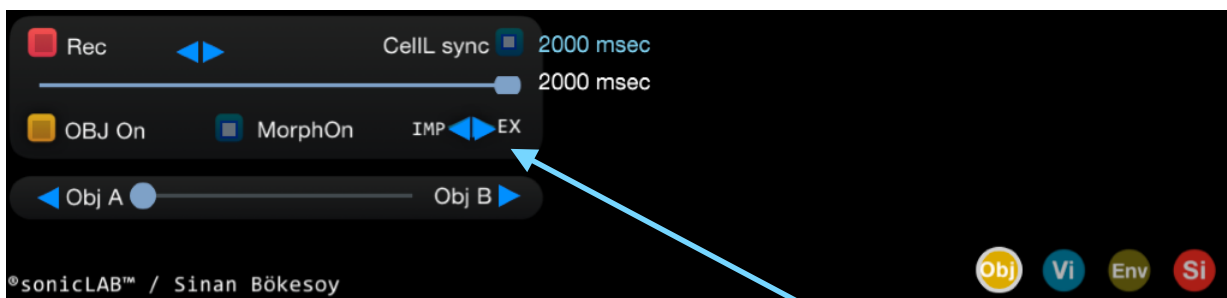 Rec CellL sync 2000 msec
2000 msec
OBJ On MorphOn IMP EX
Obj A Obj B
®sonicLAB™ / Sinan Bökesoy
Obj Vi Env Si